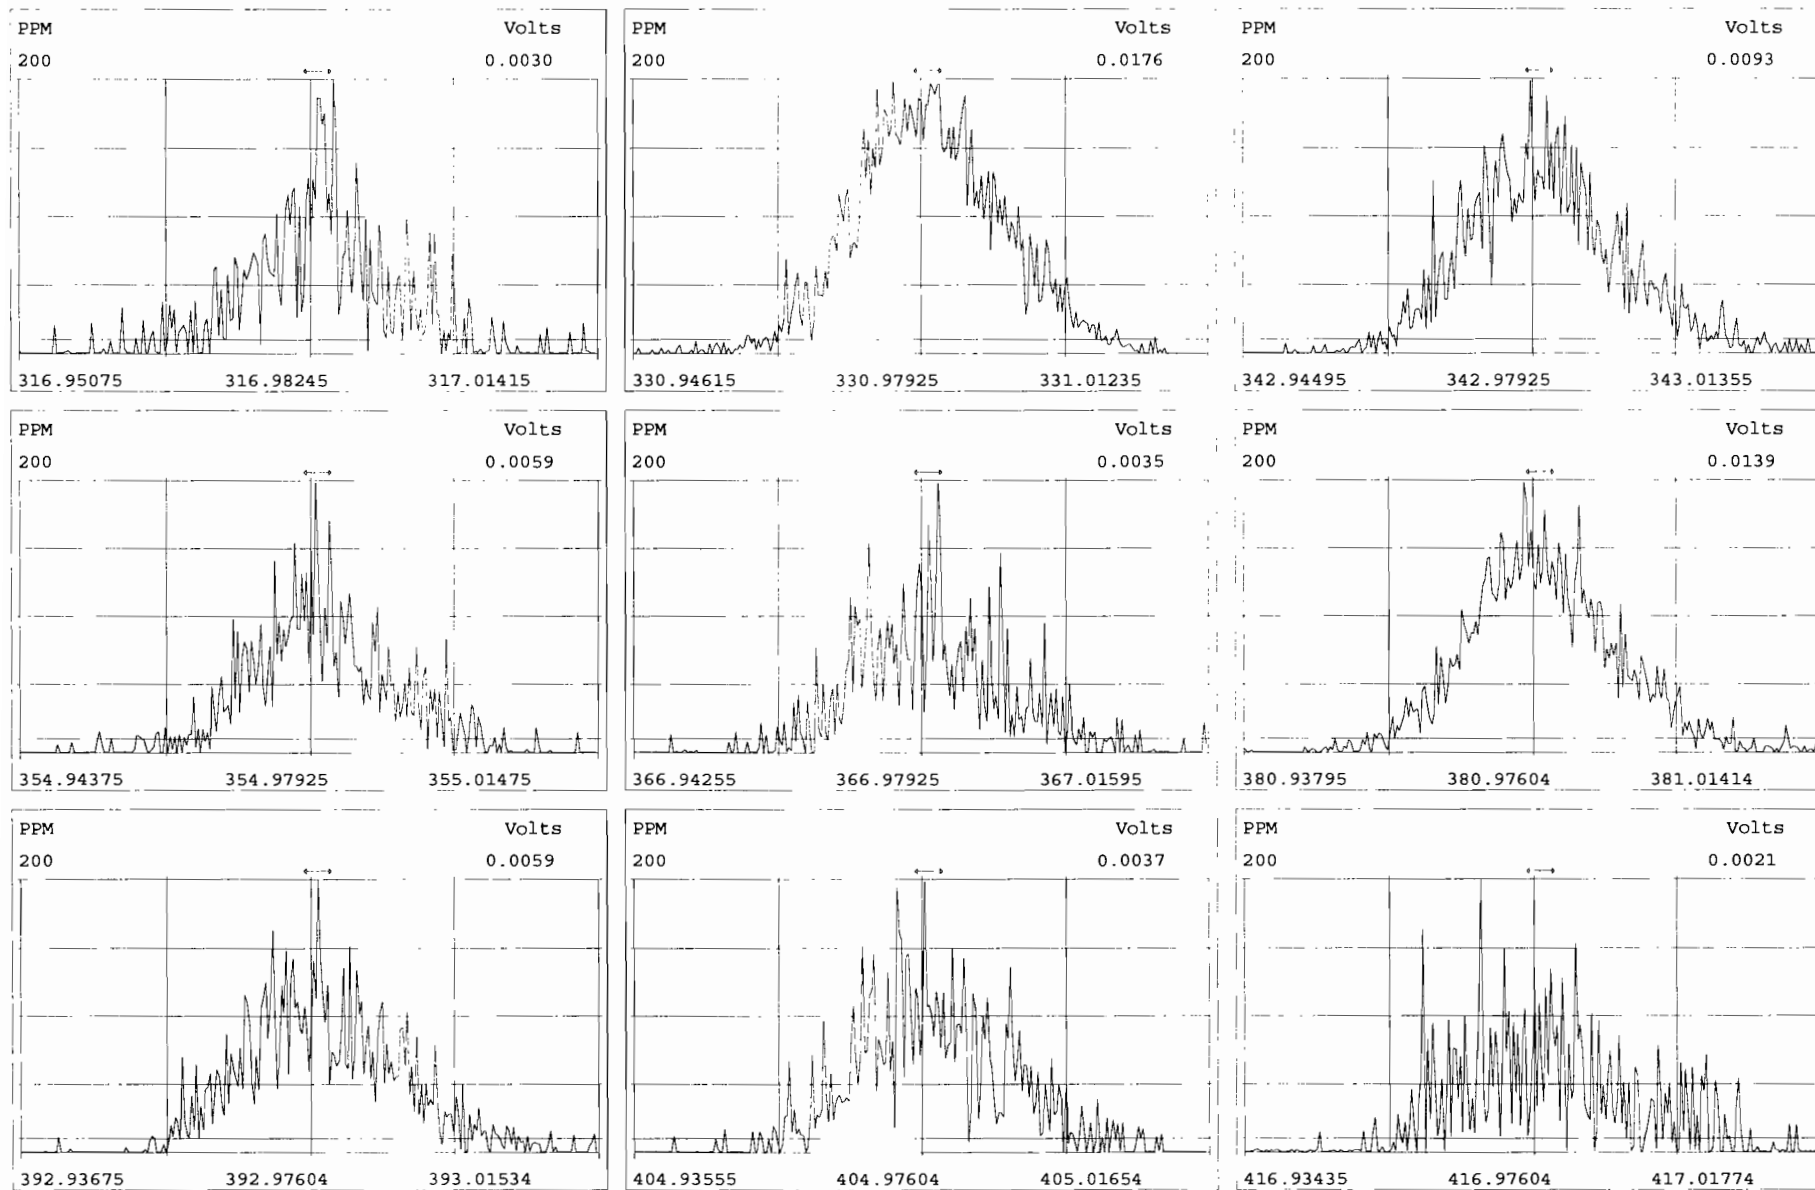 PPM Volts
200 0.0030
316.95075 316.98245 317.01415
PPM Volts
200 0.0176
330.94615 330.97925 331.01235
PPM Volts
200 0.0093
342.94495 342.97925 343.01355
PPM Volts
200 0.0059
354.94375 354.97925 355.01475
PPM Volts
200 0.0035
366.94255 366.97925 367.01595
PPM Volts
200 0.0139
380.93795 380.97604 381.01414
PPM Volts
200 0.0059
392.93675 392.97604 393.01534
PPM Volts
200 0.0037
404.93555 404.97604 405.01654
PPM Volts
200 0.0021
416.93435 416.97604 417.01774